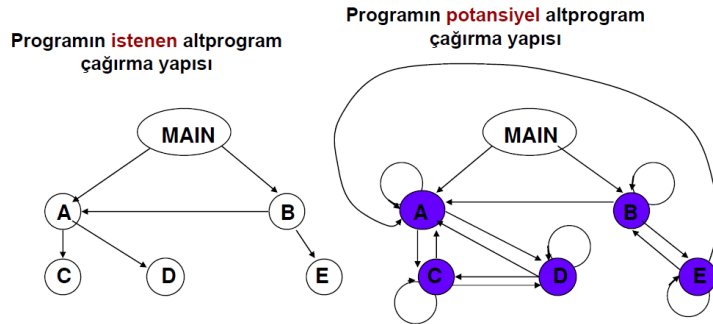 Programın istenen altprogram
çağırma yapısı
MAIN
A
B
C
D
E
Programın potansiyel altprogram
çağırma yapısı
MAIN
A
B
C
D
E